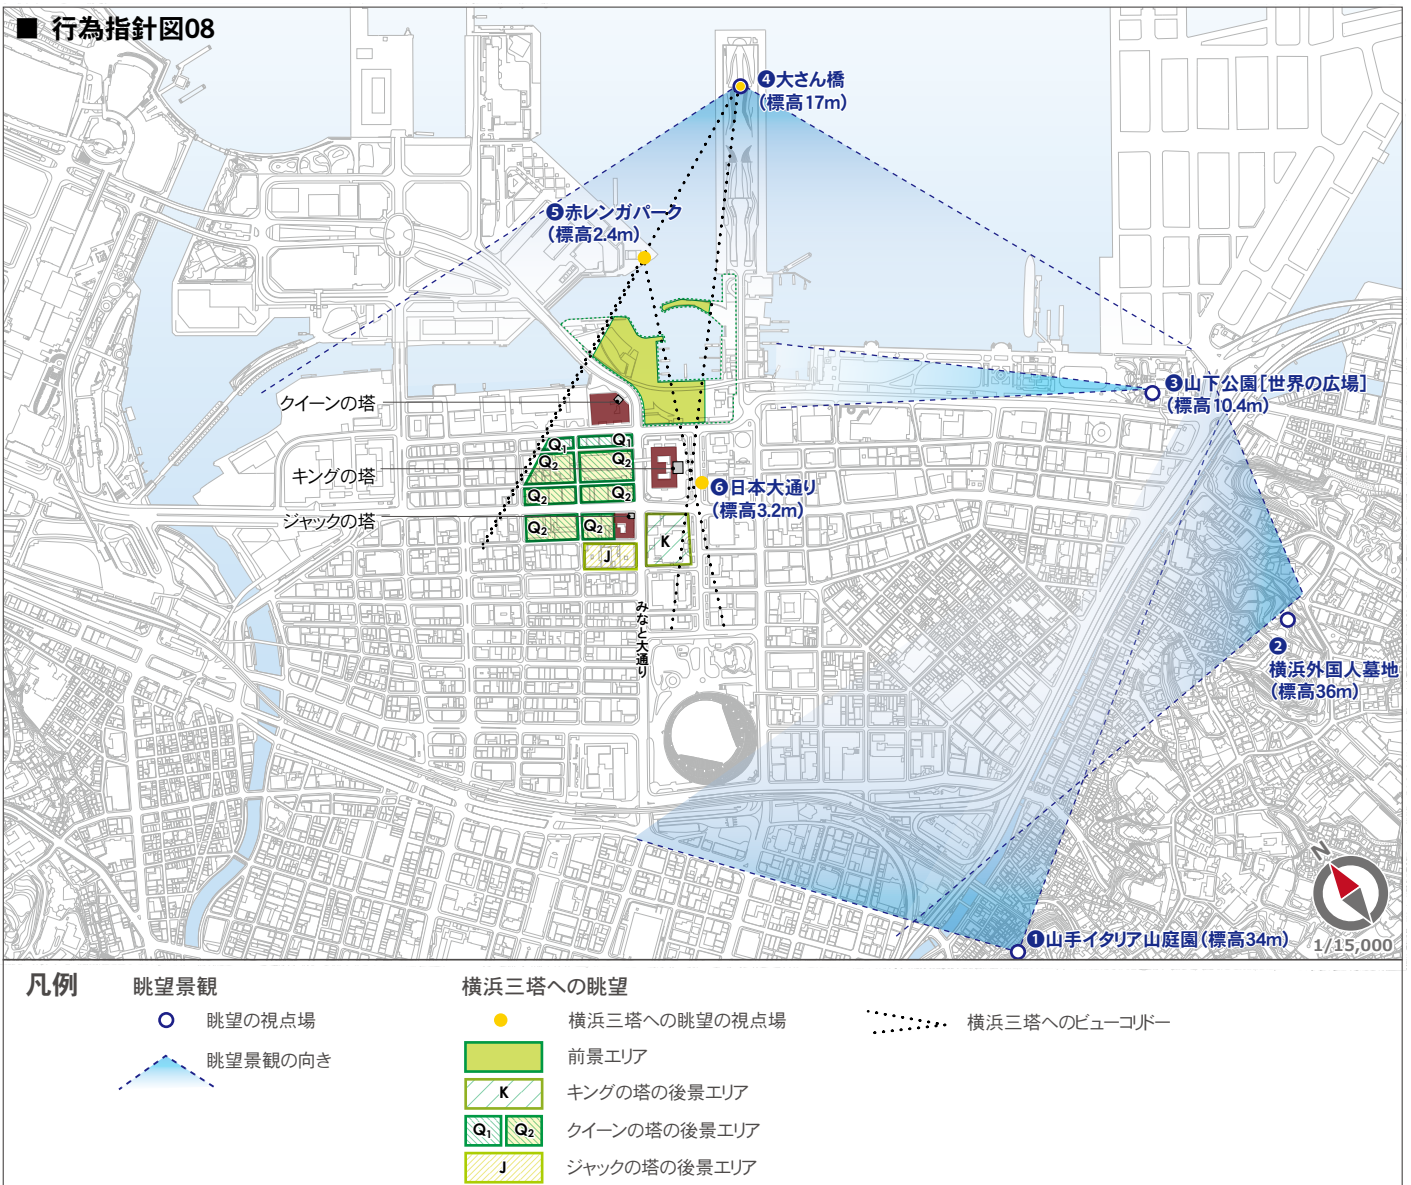 ■ 行為指針図08
❹大さん橋
(標高17m)
❺赤レンガパーク
(標高2.4m)
❸山下公園[世界の広場]
(標高10.4m)
クイーンの塔
キングの塔
ジャックの塔
Q1
Q1
Q2
Q2
Q2
Q2
Q2
Q2
J
K
❻日本大通り
(標高3.2m)
みなと大通り
❷
横浜外国人墓地
(標高36m)
❶山手イタリア山庭園(標高34m)
N
1/15,000
凡例
眺望景観
眺望の視点場
眺望景観の向き
横浜三塔への眺望
横浜三塔への眺望の視点場
前景エリア
K キングの塔の後景エリア
Q1 Q2 クイーンの塔の後景エリア
J ジャックの塔の後景エリア
横浜三塔へのビューコリドー